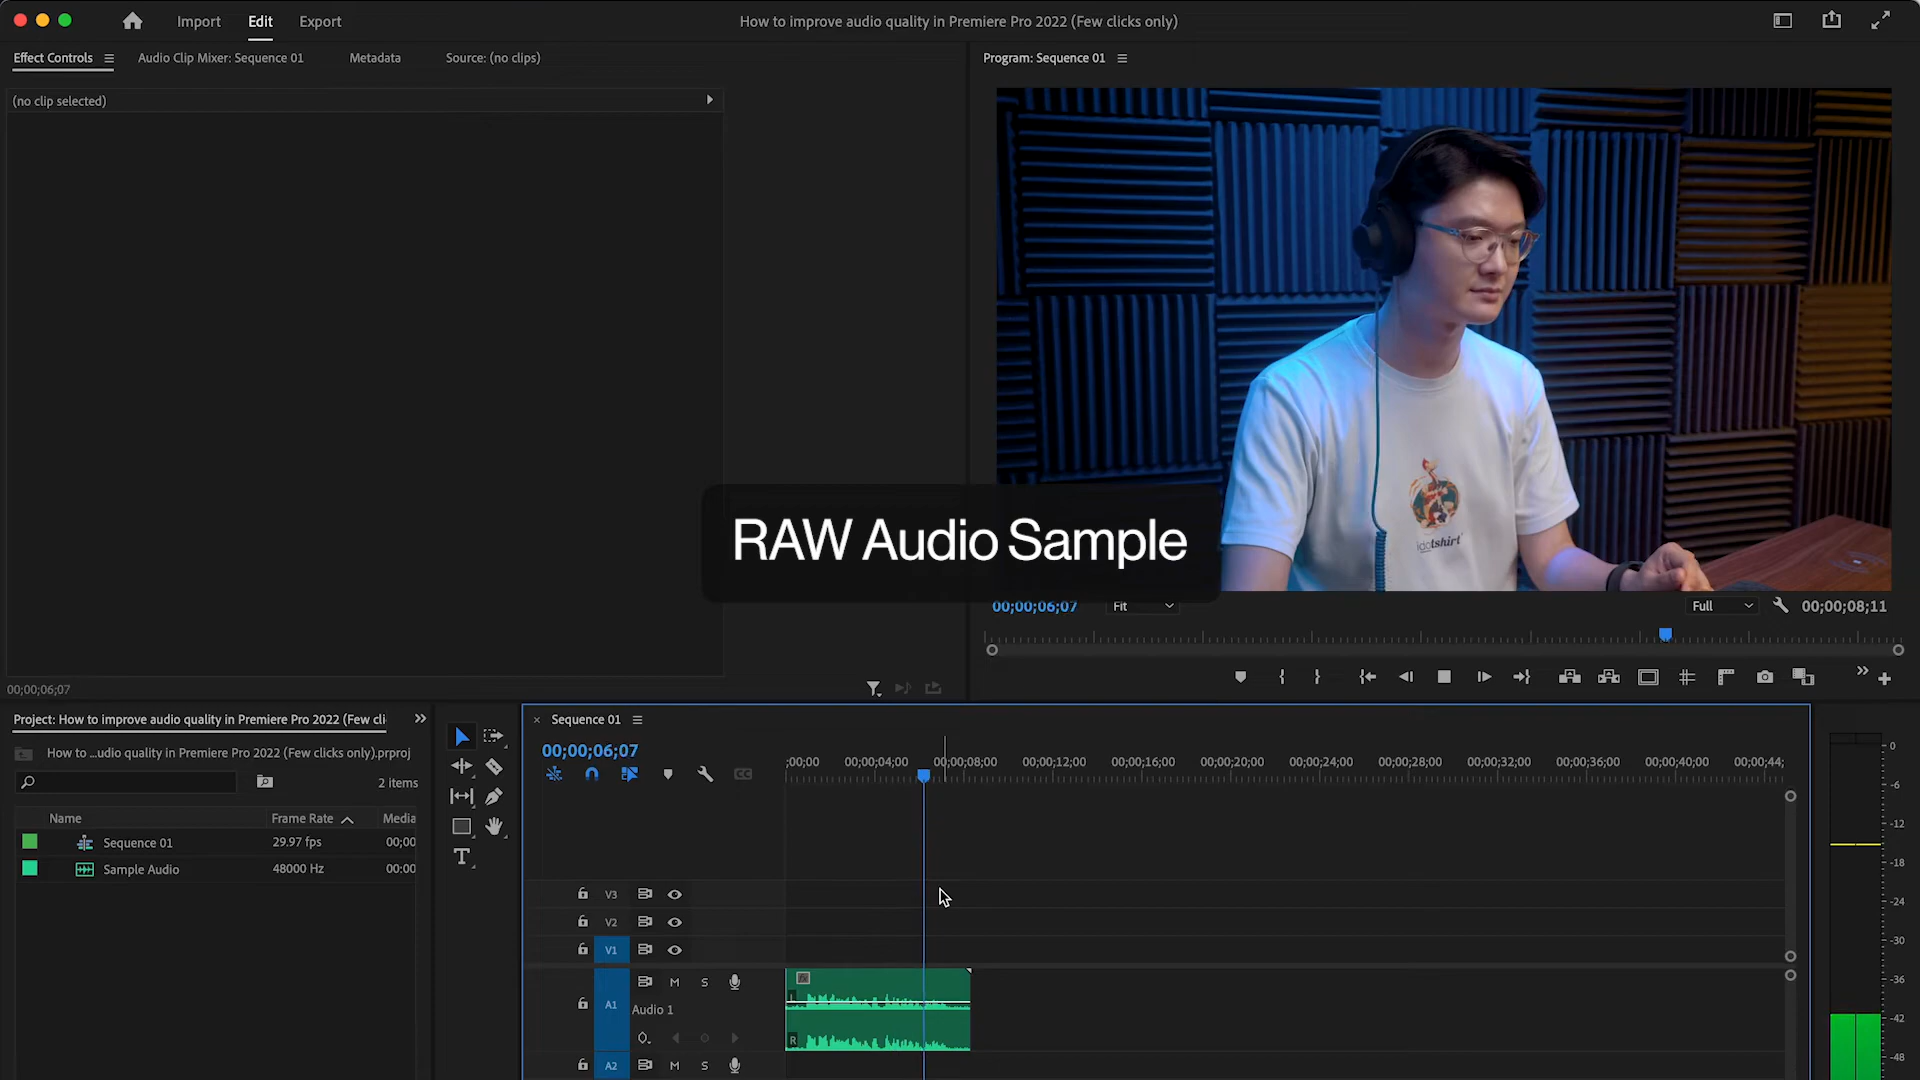 Import Edit Export
How to improve audio quality in Premiere Pro 2022 (Few clicks only)
Effect Controls Audio Clip Mixer: Sequence 01 Metadata Source: (no clips)
Program: Sequence 01
(no clip selected)
idotshirt
RAW Audio Sample
00;00;06;07 Fit Full 00;00;08;11
00;00;06;07
Project: How to improve audio quality in Premiere Pro 2022 (Few cli
How to ...udio quality in Premiere Pro 2022 (Few clicks only).prproj
2 items
Name Frame Rate Media
Sequence 01 29.97 fps 00;00
Sample Audio 48000 Hz 00:00
T
Sequence 01
00;00;06;07
;00;00 00;00;04;00 00;00;08;00 00;00;12;00 00;00;16;00 00;00;20;00 00;00;24;00 00;00;28;00 00;00;32;00 00;00;36;00 00;00;40;00 00;00;44;
CC
V3
V2
V1
A1 M S
Audio 1
fx
L
R
A2 M S
0
-6
-12
-18
-24
-30
-36
-42
-48